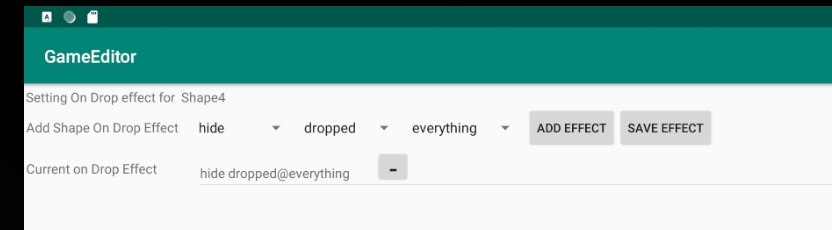 GameEditor
Setting On Drop effect for Shape4
Add Shape On Drop Effect hide dropped everything ADD EFFECT SAVE EFFECT
Current on Drop Effect hide dropped@everything -